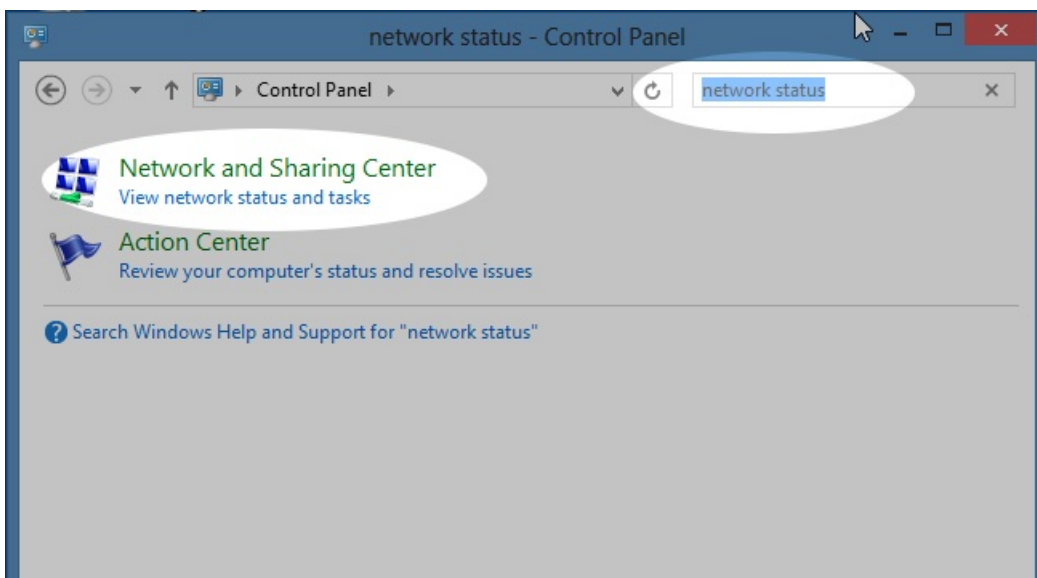 network status - Control Panel
Control Panel
network status
Network and Sharing Center
View network status and tasks
Action Center
Review your computer's status and resolve issues
Search Windows Help and Support for "network status"